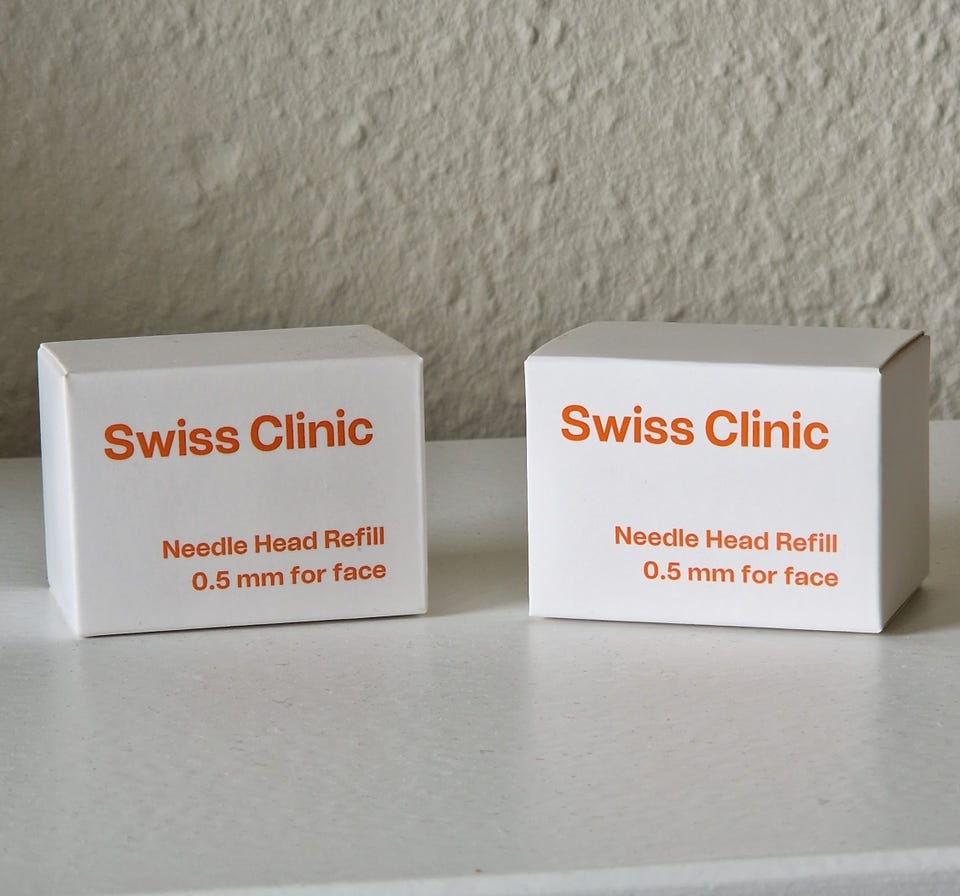 Swiss Clinic
Needle Head Refill
0.5 mm for face
Swiss Clinic
Needle Head Refill
0.5 mm for face